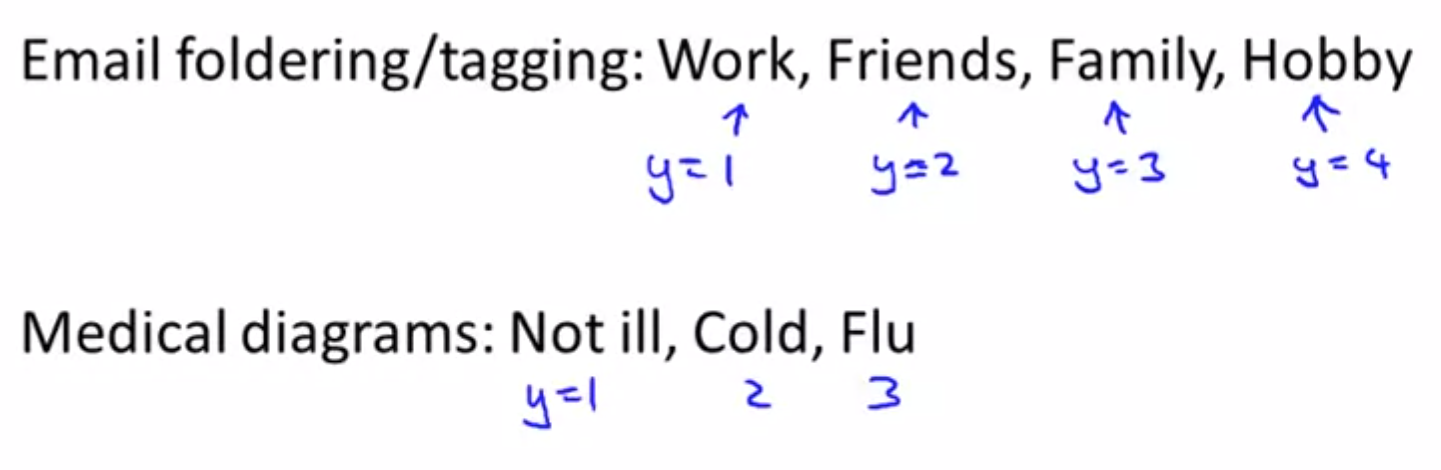 Email foldering/tagging: Work, Friends, Family, Hobby
↑ ↑ ↑ ↑
y=1 y=2 y=3 y=4
Medical diagrams: Not ill, Cold, Flu
y=1 2 3